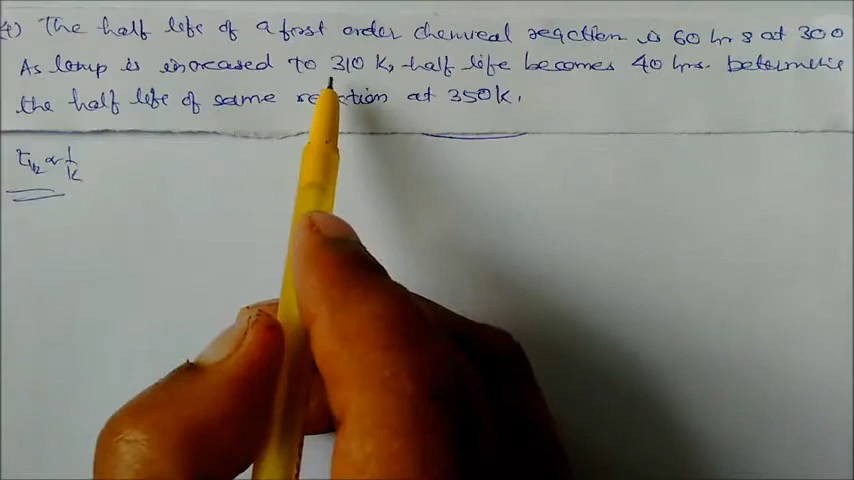 4) The half life of a first order chemical reaction is 60 hrs at 300
As temp is increased to 310 K, half life becomes 40 hrs. Determine
the half life of same reaction at 350K.
t1/2 ∝ 1/K